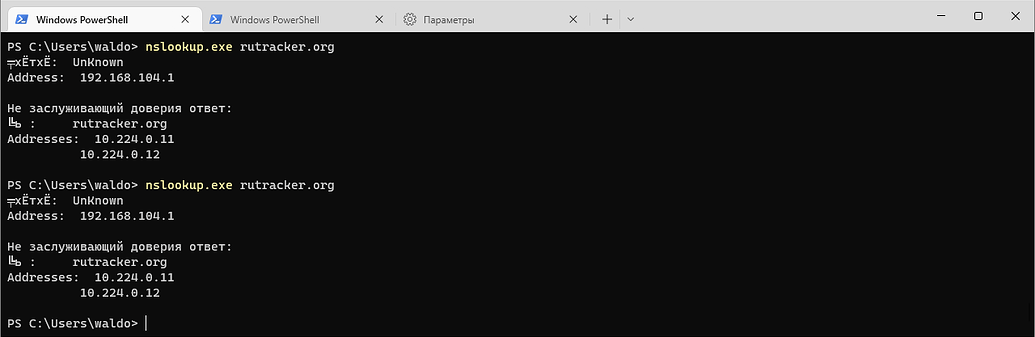 Windows PowerShell
Windows PowerShell
Параметры
PS C:\Users\waldo> nslookup.exe rutracker.org
╤хЁтхЁ:  UnKnown
Address:  192.168.104.1
Не заслуживающий доверия ответ:
╚ь :     rutracker.org
Addresses:  10.224.0.11
10.224.0.12
PS C:\Users\waldo> nslookup.exe rutracker.org
╤хЁтхЁ:  UnKnown
Address:  192.168.104.1
Не заслуживающий доверия ответ:
╚ь :     rutracker.org
Addresses:  10.224.0.11
10.224.0.12
PS C:\Users\waldo>